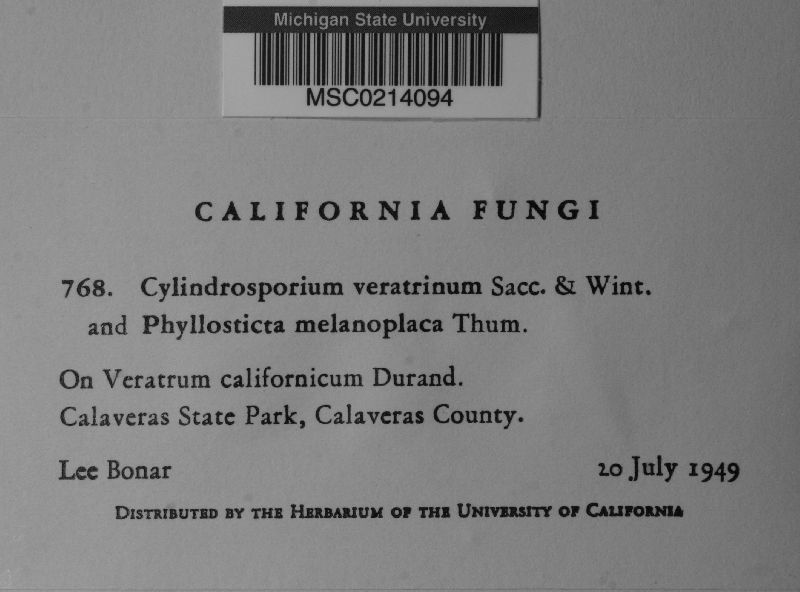 Michigan State University
MSC0214094
CALIFORNIA FUNGI
768. Cylindrosporium veratrinum Sacc. & Wint.
and Phyllosticta melanoplaca Thum.
On Veratrum californicum Durand.
Calaveras State Park, Calaveras County.
Lee Bonar 20 July 1949
DISTRIBUTED BY THE HERBARIUM OF THE UNIVERSITY OF CALIFORNIA